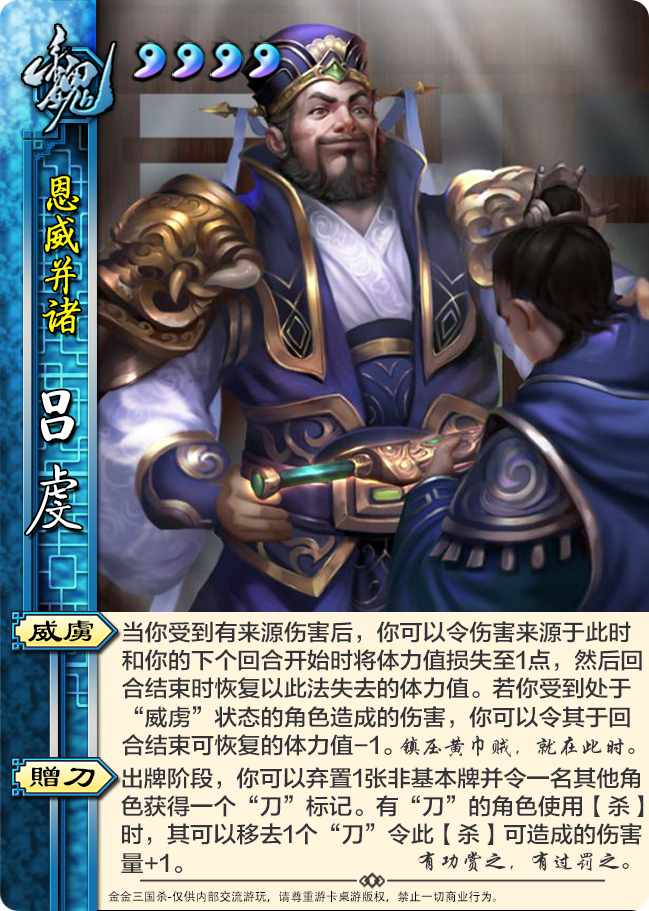 魏
恩威并诸
吕虔
威虏
当你受到有来源伤害后，你可以令伤害来源于此时
和你的下个回合开始时将体力值损失至1点，然后回
合结束时恢复以此法失去的体力值。若你受到处于
“威虏”状态的角色造成的伤害，你可以令其于回
合结束可恢复的体力值-1。镇压黄巾贼，就在此时。
赠刀
出牌阶段，你可以弃置1张非基本牌并令一名其他角
色获得一个“刀”标记。有“刀”的角色使用【杀】
时，其可以移去1个“刀”令此【杀】可造成的伤害
量+1。 有功赏之，有过罚之。
金金三国杀-仅供内部交流游玩，请尊重游卡桌游版权，禁止一切商业行为。